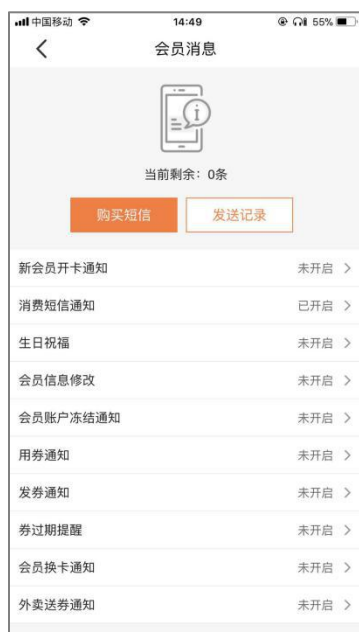 中国移动 14:49 55%
会员消息
当前剩余：0条
购买短信 发送记录
新会员开卡通知 未开启
消费短信通知 已开启
生日祝福 未开启
会员信息修改 未开启
会员账户冻结通知 未开启
用券通知 未开启
发券通知 未开启
券过期提醒 未开启
会员换卡通知 未开启
外卖送券通知 未开启